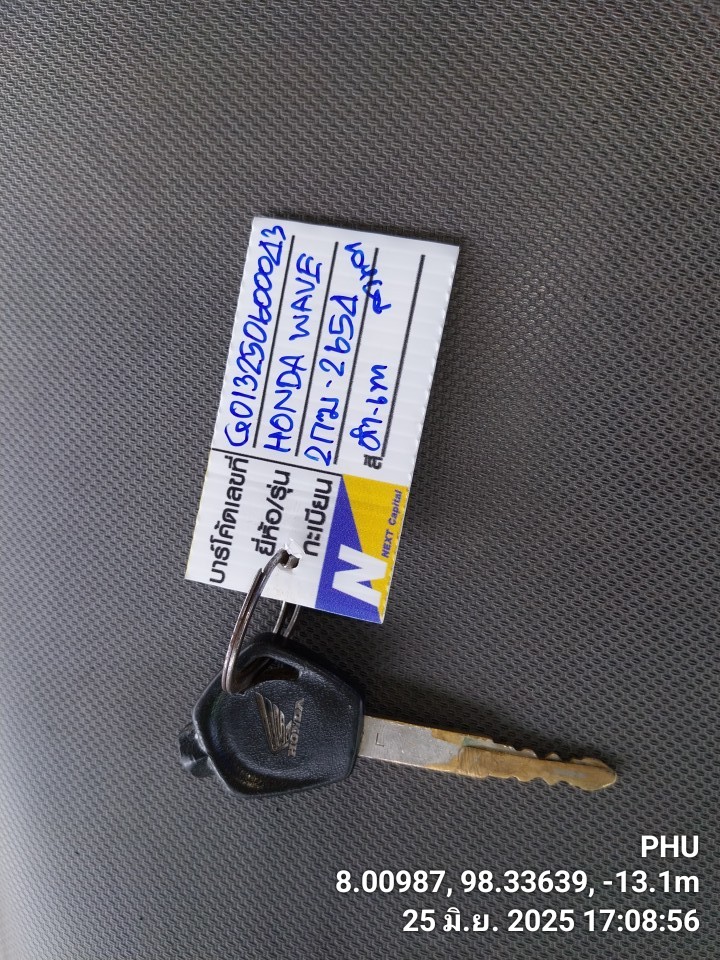 บาร์โค้ดเลขที่ G01325060000413
ยี่ห้อ/รุ่น HONDA WAVE
ทะเบียน 2กฆ-2654
สี ดำ-เทา
NEXT Capital
N
HONDA
L
PHU
8.00987, 98.33639, -13.1m
25 มิ.ย. 2025 17:08:56